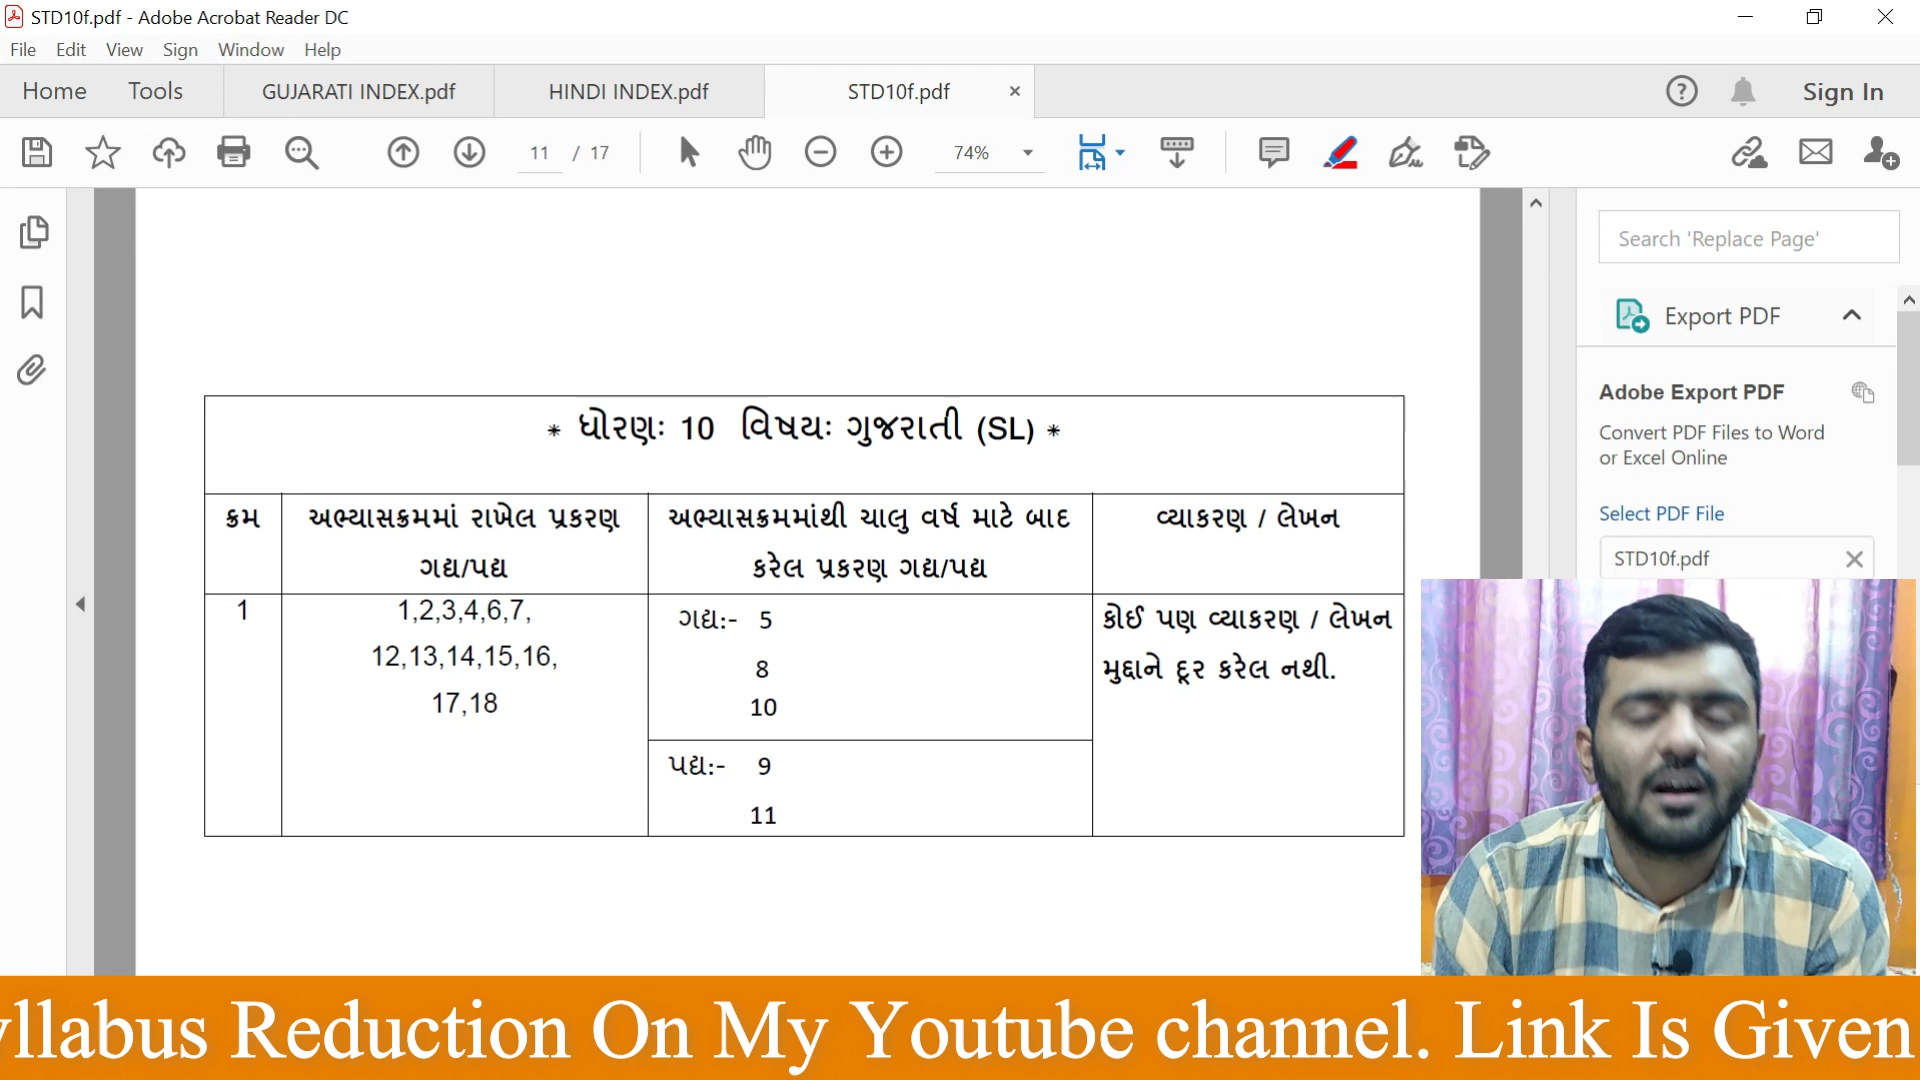 STD10f.pdf - Adobe Acrobat Reader DC
File Edit View Sign Window Help
Home Tools GUJARATI INDEX.pdf HINDI INDEX.pdf STD10f.pdf × Sign In
11 / 17 74%
Search 'Replace Page'
Export PDF
Adobe Export PDF
Convert PDF Files to Word
or Excel Online
Select PDF File
STD10f.pdf
* ધોરણઃ 10 વિષયઃ ગુજરાતી (SL) *
ક્રમ
અભ્યાસક્રમમાં રાખેલ પ્રકરણ
ગદ્ય/પદ્ય
અભ્યાસક્રમમાંથી ચાલુ વર્ષ માટે બાદ
કરેલ પ્રકરણ ગદ્ય/પદ્ય
વ્યાકરણ / લેખન
1
1,2,3,4,6,7,
12,13,14,15,16,
17,18
ગદ્ય:- 5
8
10
પદ્ય:- 9
11
કોઈ પણ વ્યાકરણ / લેખન
મુદ્દાને દૂર કરેલ નથી.
yllabus Reduction On My Youtube channel. Link Is Given